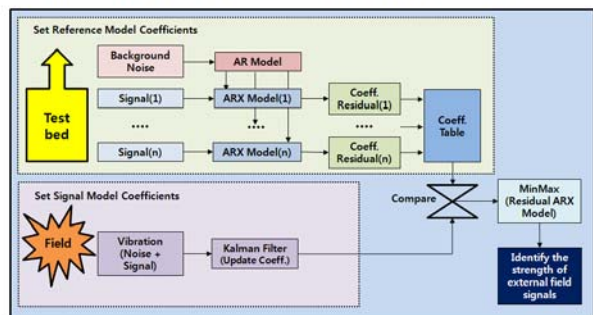 Set Reference Model Coefficients
Background
Noise
AR Model
Test
bed
Signal(1)
ARX Model(1)
Coeff.
Residual(1)
....
....
....
Signal(n)
ARX Model(n)
Coeff.
Residual(n)
Coeff.
Table
Set Signal Model Coefficients
Field
Vibration
(Noise +
Signal)
Kalman Filter
(Update Coeff.)
Compare
MinMax
(Residual ARX
Model)
Identify the
strength of
external field
signals